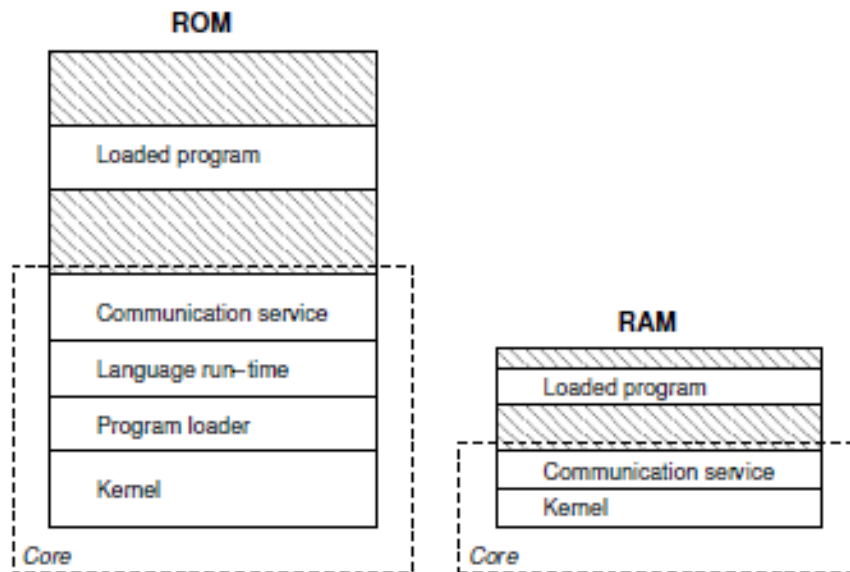 ROM
Loaded program
Communication service
Language run-time
Program loader
Kernel
Core
RAM
Loaded program
Communication service
Kernel
Core